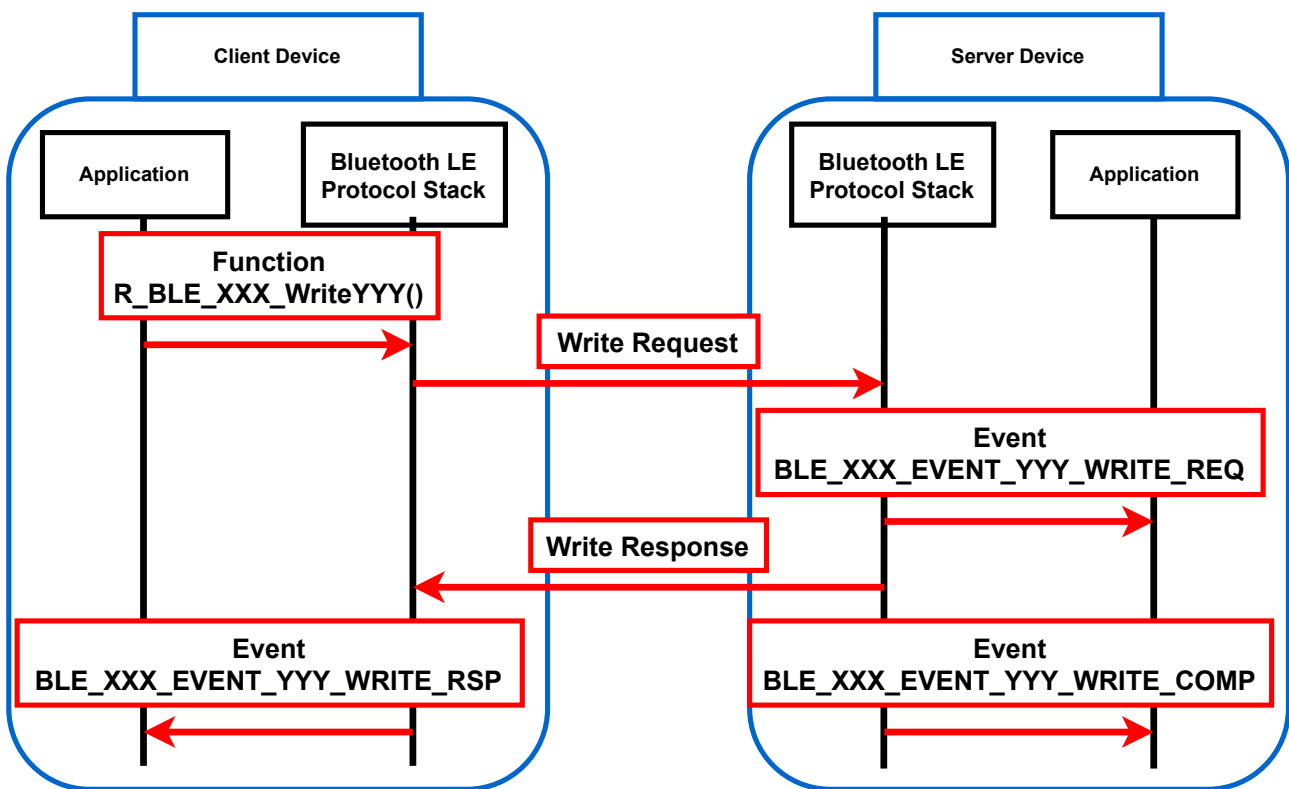 Client Device
Server Device
Application
Bluetooth LE
Protocol Stack
Bluetooth LE
Protocol Stack
Application
Function
R_BLE_XXX_WriteYYY()
Write Request
Event
BLE_XXX_EVENT_YYY_WRITE_REQ
Write Response
Event
BLE_XXX_EVENT_YYY_WRITE_RSP
Event
BLE_XXX_EVENT_YYY_WRITE_COMP